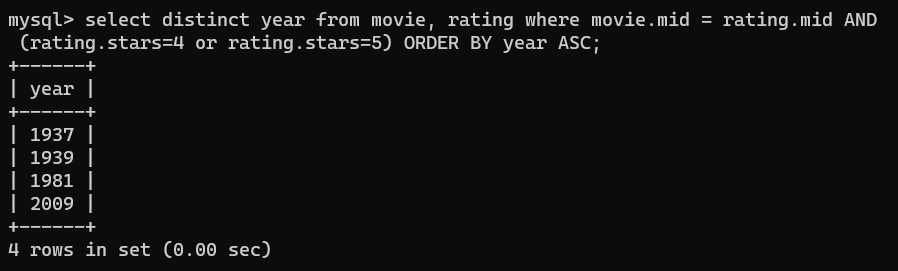 mysql> select distinct year from movie, rating where movie.mid = rating.mid AND
 (rating.stars=4 or rating.stars=5) ORDER BY year ASC;
+------+
| year |
+------+
| 1937 |
| 1939 |
| 1981 |
| 2009 |
+------+
4 rows in set (0.00 sec)